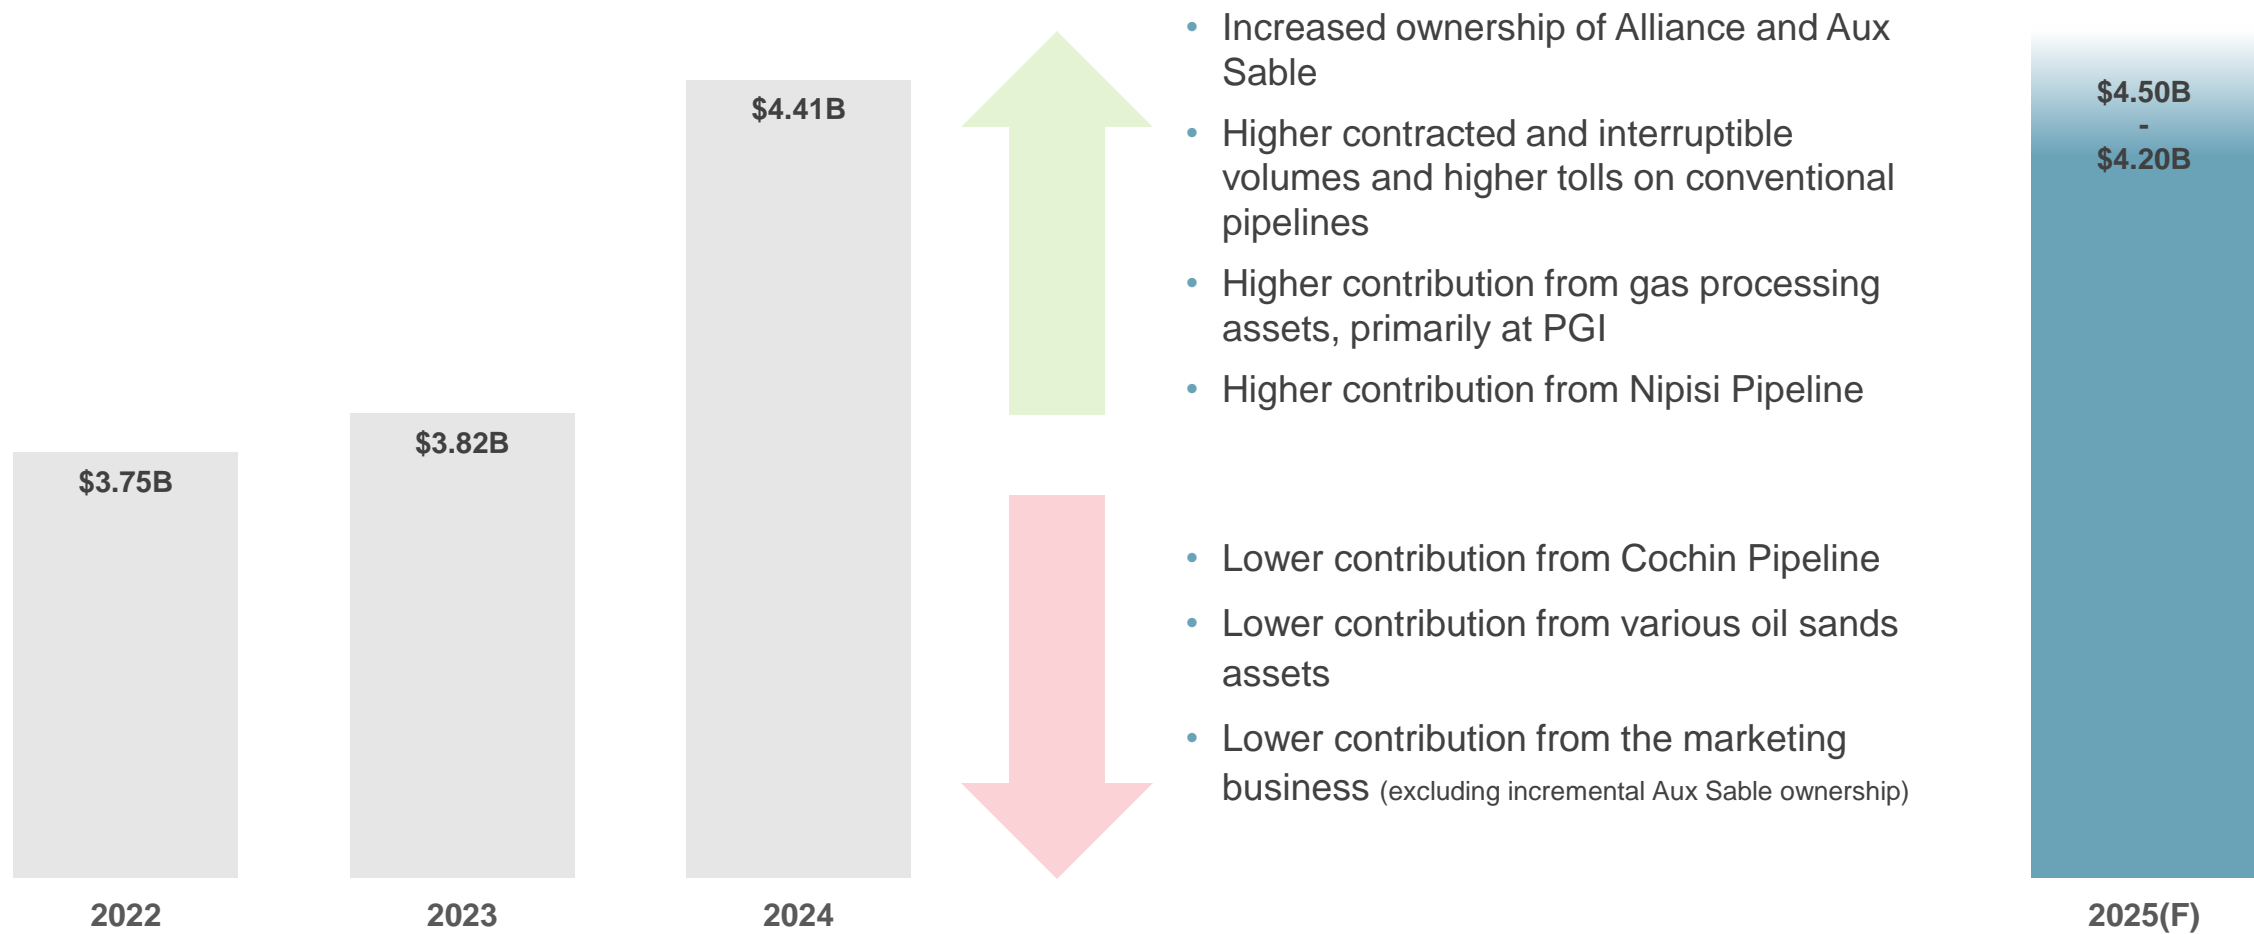 $3.75B
2022
$3.82B
2023
$4.41B
2024
• Increased ownership of Alliance and Aux
Sable
• Higher contracted and interruptible
volumes and higher tolls on conventional
pipelines
• Higher contribution from gas processing
assets, primarily at PGI
• Higher contribution from Nipisi Pipeline
• Lower contribution from Cochin Pipeline
• Lower contribution from various oil sands
assets
• Lower contribution from the marketing
business (excluding incremental Aux Sable ownership)
$4.50B
-
$4.20B
2025(F)